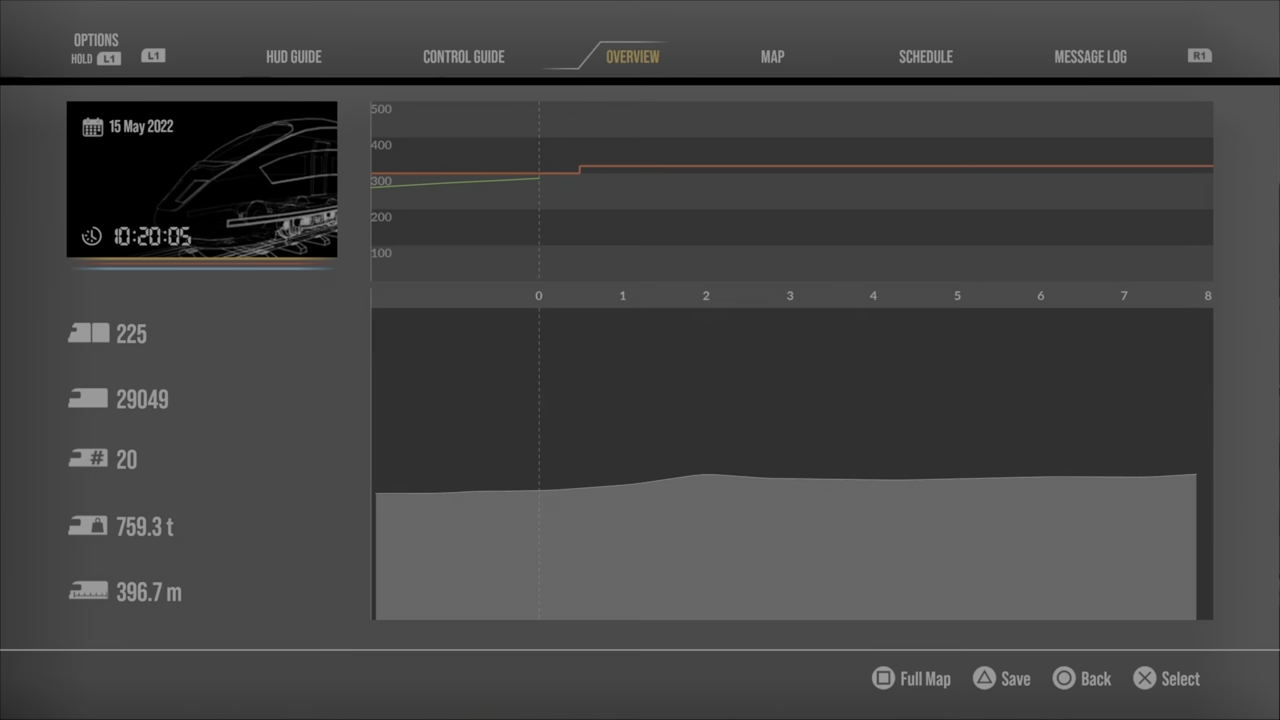 OPTIONS
HOLD L1 L1 HUD GUIDE CONTROL GUIDE OVERVIEW MAP SCHEDULE MESSAGE LOG R1
15 May 2022
10:20:05
500
400
300
200
100
0 1 2 3 4 5 6 7 8
225
29049
# 20
759.3 t
396.7 m
Full Map Save Back Select